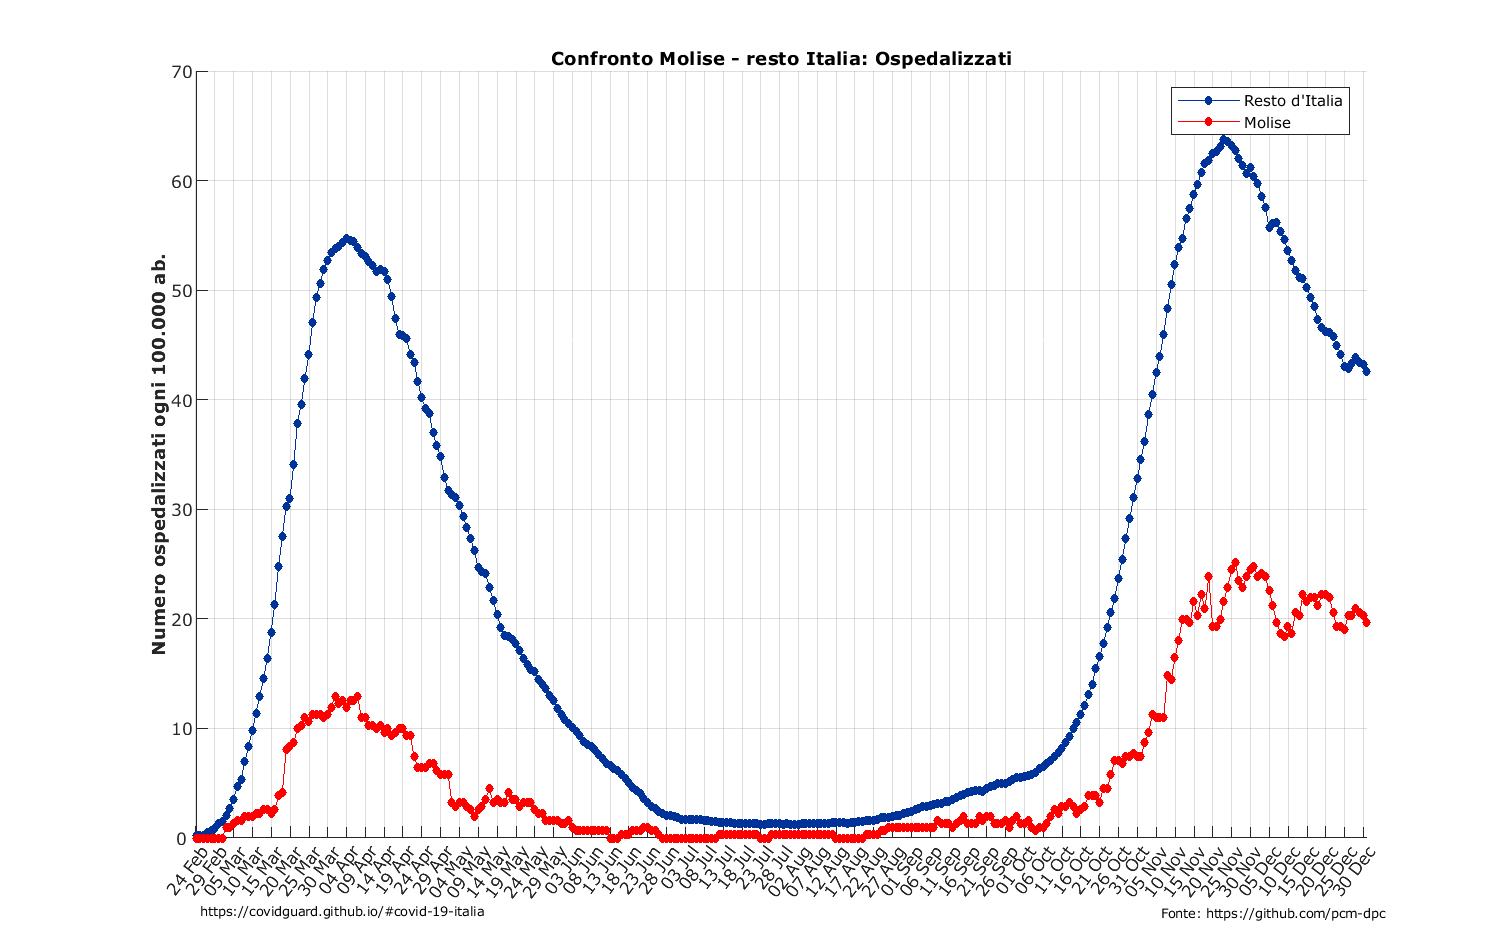 Confronto Molise - resto Italia: Ospedalizzati
Resto d'Italia
Molise
Numero ospedalizzati ogni 100.000 ab.
70
60
50
40
30
20
10
0
24 Feb
29 Feb
05 Mar
10 Mar
15 Mar
20 Mar
25 Mar
30 Mar
04 Apr
09 Apr
14 Apr
19 Apr
24 Apr
29 Apr
04 May
09 May
14 May
19 May
24 May
29 May
03 Jun
08 Jun
13 Jun
18 Jun
23 Jun
28 Jun
03 Jul
08 Jul
13 Jul
18 Jul
23 Jul
28 Jul
02 Aug
07 Aug
12 Aug
17 Aug
22 Aug
27 Aug
01 Sep
06 Sep
11 Sep
16 Sep
21 Sep
26 Sep
01 Oct
06 Oct
11 Oct
16 Oct
21 Oct
26 Oct
31 Oct
05 Nov
10 Nov
15 Nov
20 Nov
25 Nov
30 Nov
05 Dec
10 Dec
15 Dec
20 Dec
25 Dec
30 Dec
https://covidguard.github.io/#covid-19-italia
Fonte: https://github.com/pcm-dpc